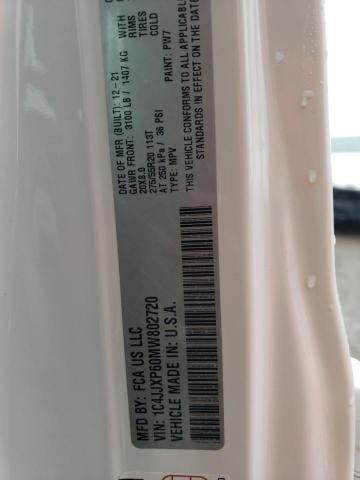 MFD BY: FCA US LLC
VIN: 1C4JJXP60MW802720
VEHICLE MADE IN: U.S.A.
DATE OF MFR (BUILT): 12-21
GAWR FRONT: 3100 LB / 1407 KG
20X8.0
275/55R20 113T
AT 250 kPa / 36 PSI
TYPE: MPV
WITH
RIMS
TIRES
COLD
PAINT: PW7
THIS VEHICLE CONFORMS TO ALL APPLICABLE
STANDARDS IN EFFECT ON THE